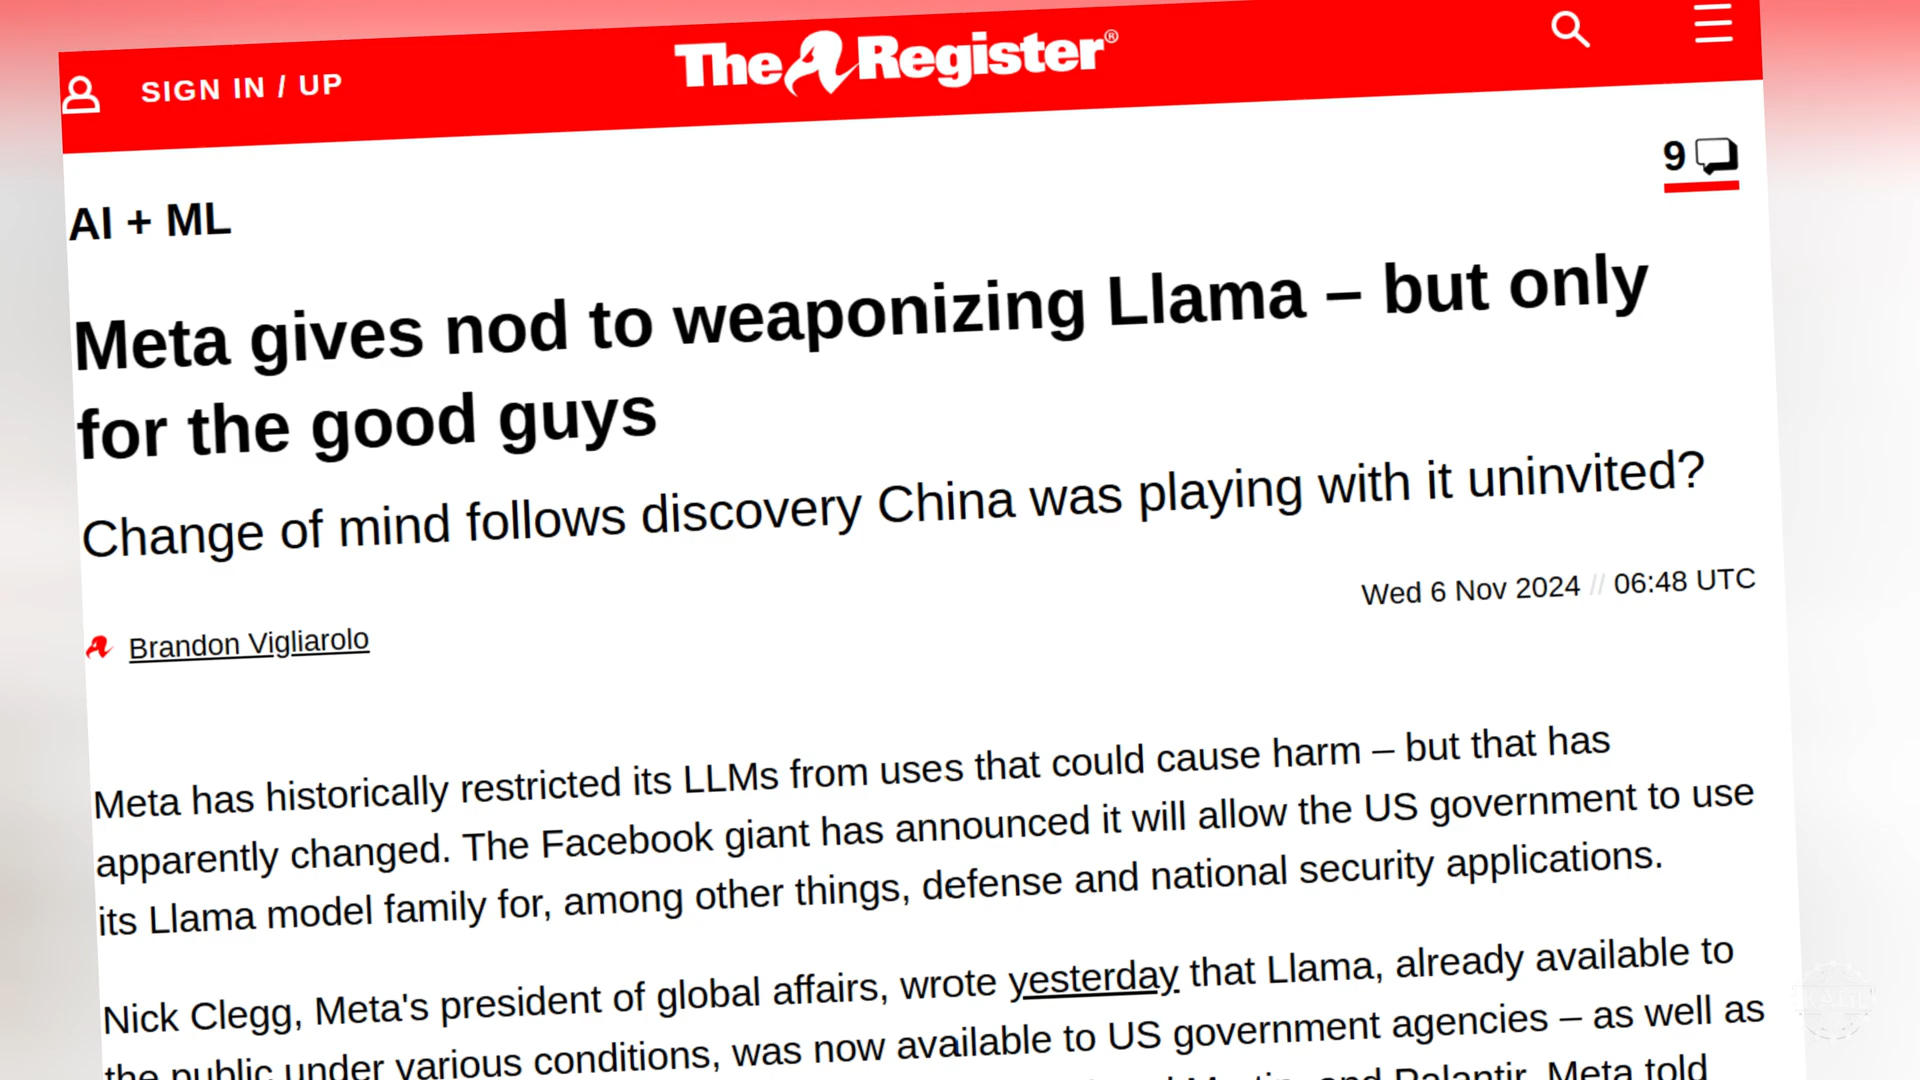 SIGN IN / UP
The Register®
9
AI + ML
Meta gives nod to weaponizing Llama – but only
for the good guys
Change of mind follows discovery China was playing with it uninvited?
Wed 6 Nov 2024 // 06:48 UTC
Brandon Vigliarolo
Meta has historically restricted its LLMs from uses that could cause harm – but that has
apparently changed. The Facebook giant has announced it will allow the US government to use
its Llama model family for, among other things, defense and national security applications.
Nick Clegg, Meta's president of global affairs, wrote yesterday that Llama, already available to
the public under various conditions, was now available to US government agencies – as well as
and Palantir. Meta told